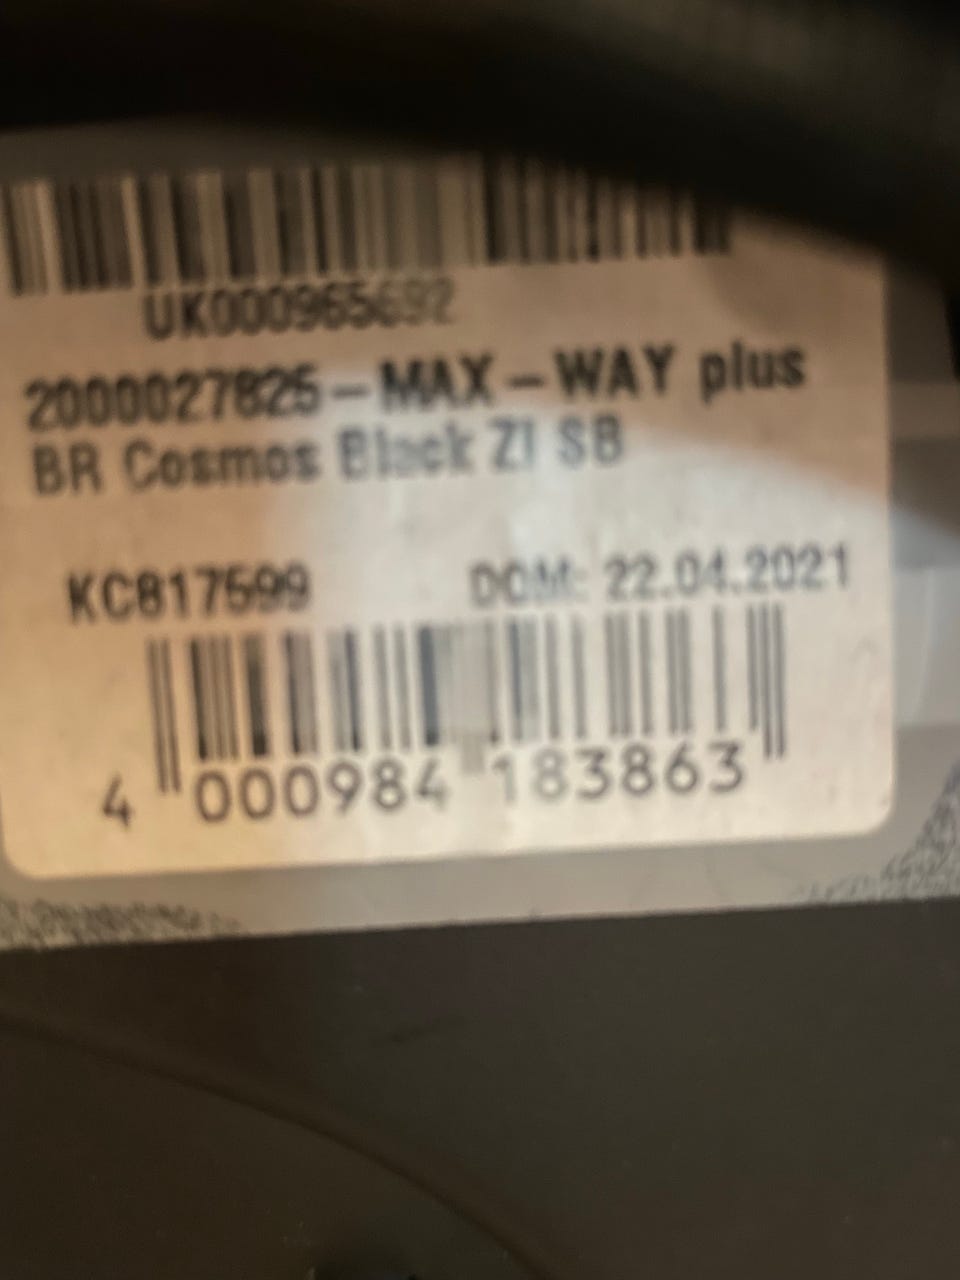 UK000965692
2000027825-MAX-WAY plus
BR Cosmos Black ZI SB
KC817599 DOM: 22.04.2021
4 000984 183863